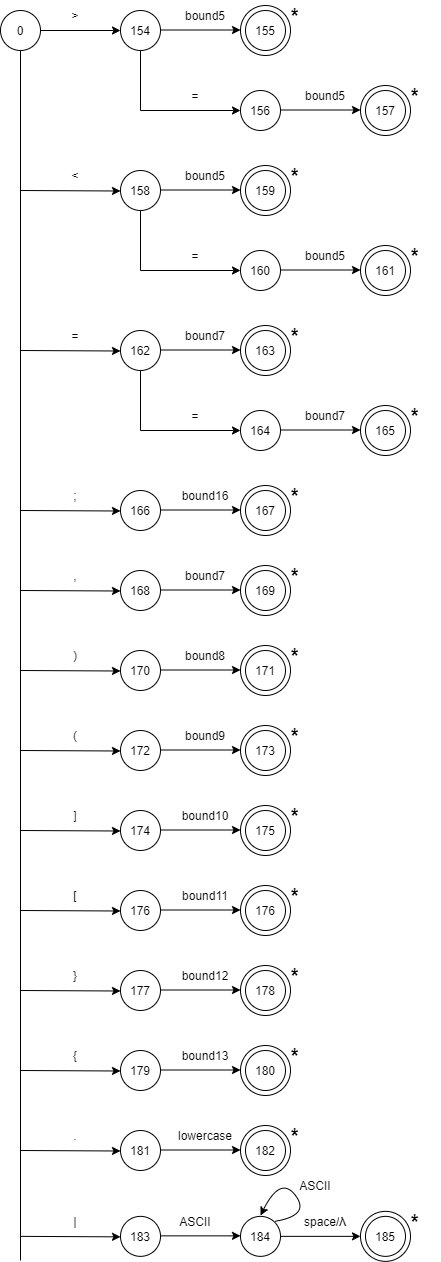 0 > 154 bound5 155 *
= 156 bound5 157 *
< 158 bound5 159 *
= 160 bound5 161 *
= 162 bound7 163 *
= 164 bound7 165 *
; 166 bound16 167 *
, 168 bound7 169 *
) 170 bound8 171 *
( 172 bound9 173 *
] 174 bound10 175 *
[ 176 bound11 176 *
} 177 bound12 178 *
{ 179 bound13 180 *
. 181 lowercase 182 *
ASCII
| 183 ASCII 184 space/Λ 185 *